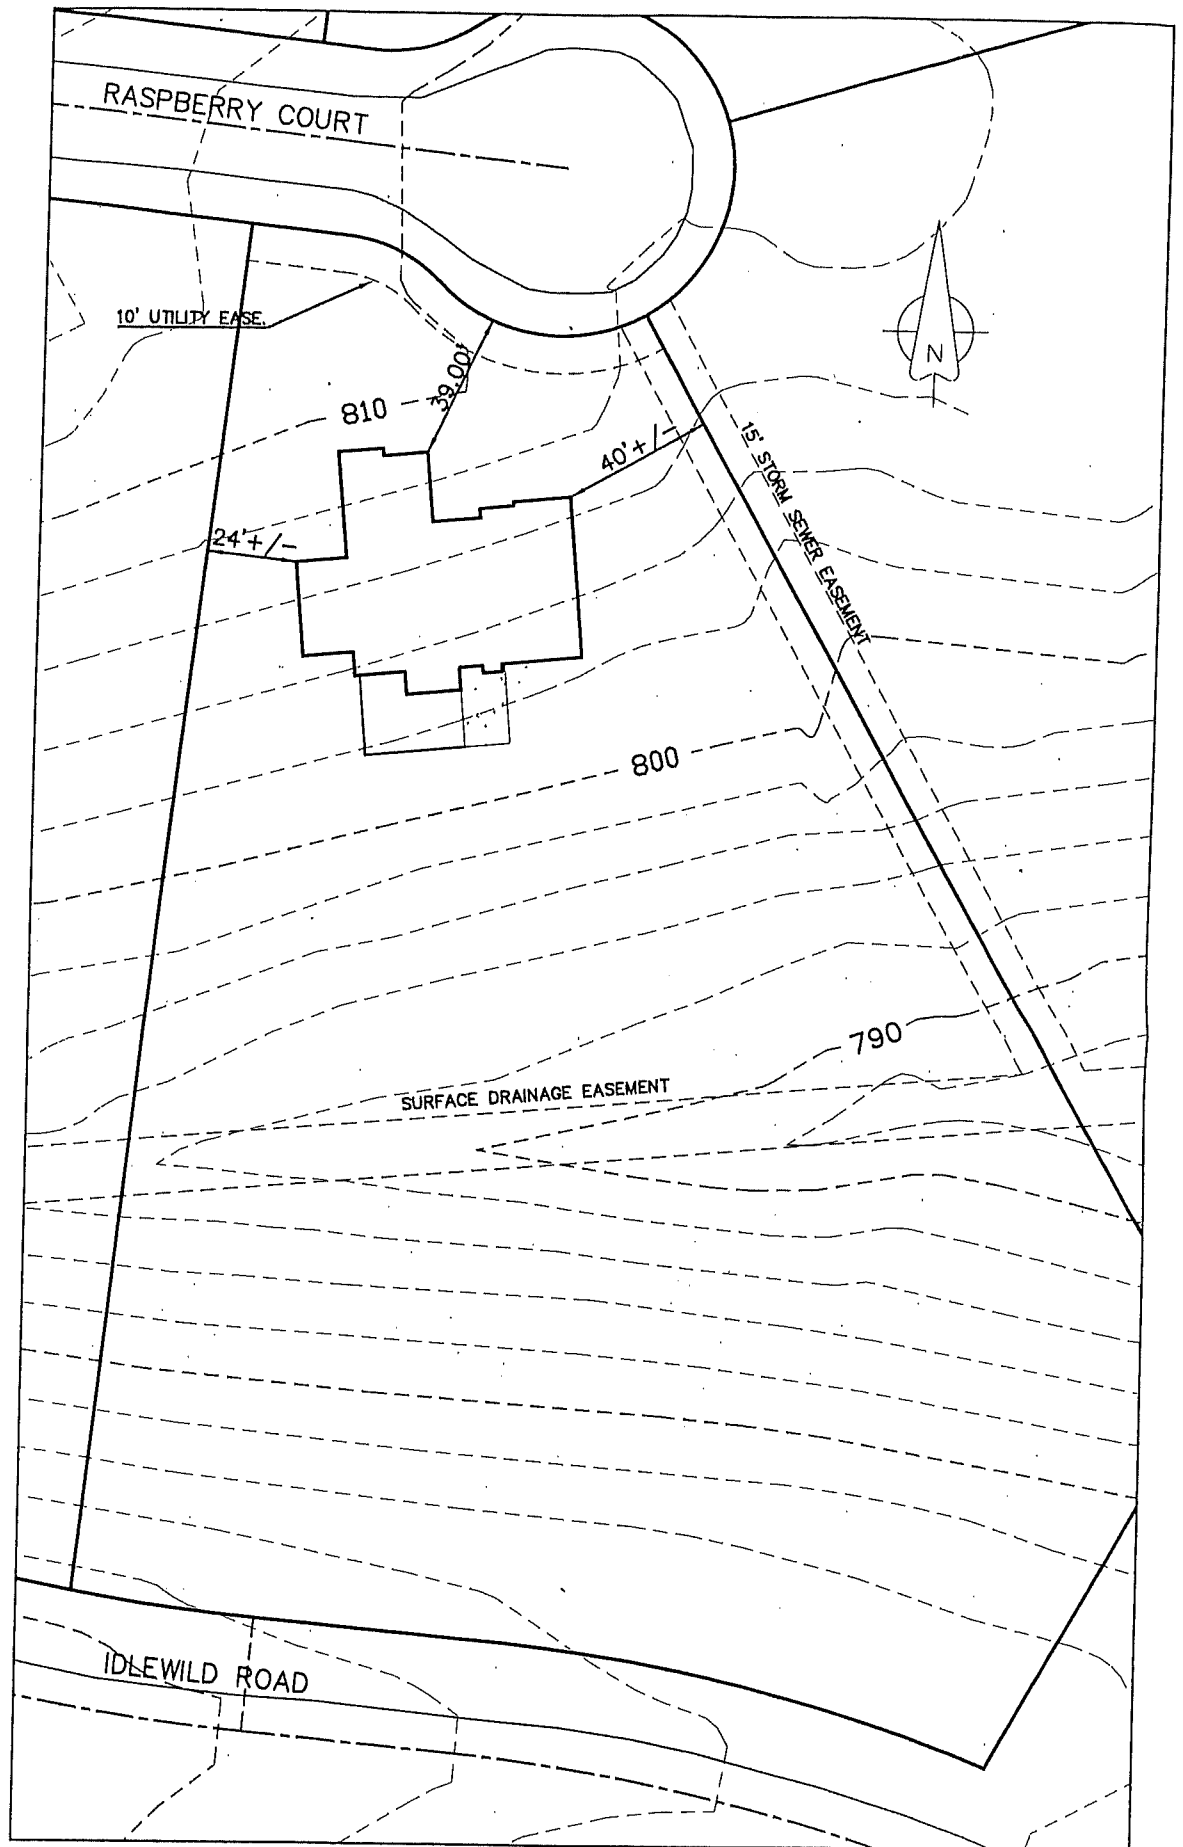 RASPBERRY COURT
10' UTILITY EASE.
39.00'
810
N
40'+/-
15' STORM SEWER EASEMENT
24'+/-
800
790
SURFACE DRAINAGE EASEMENT
IDLEWILD ROAD